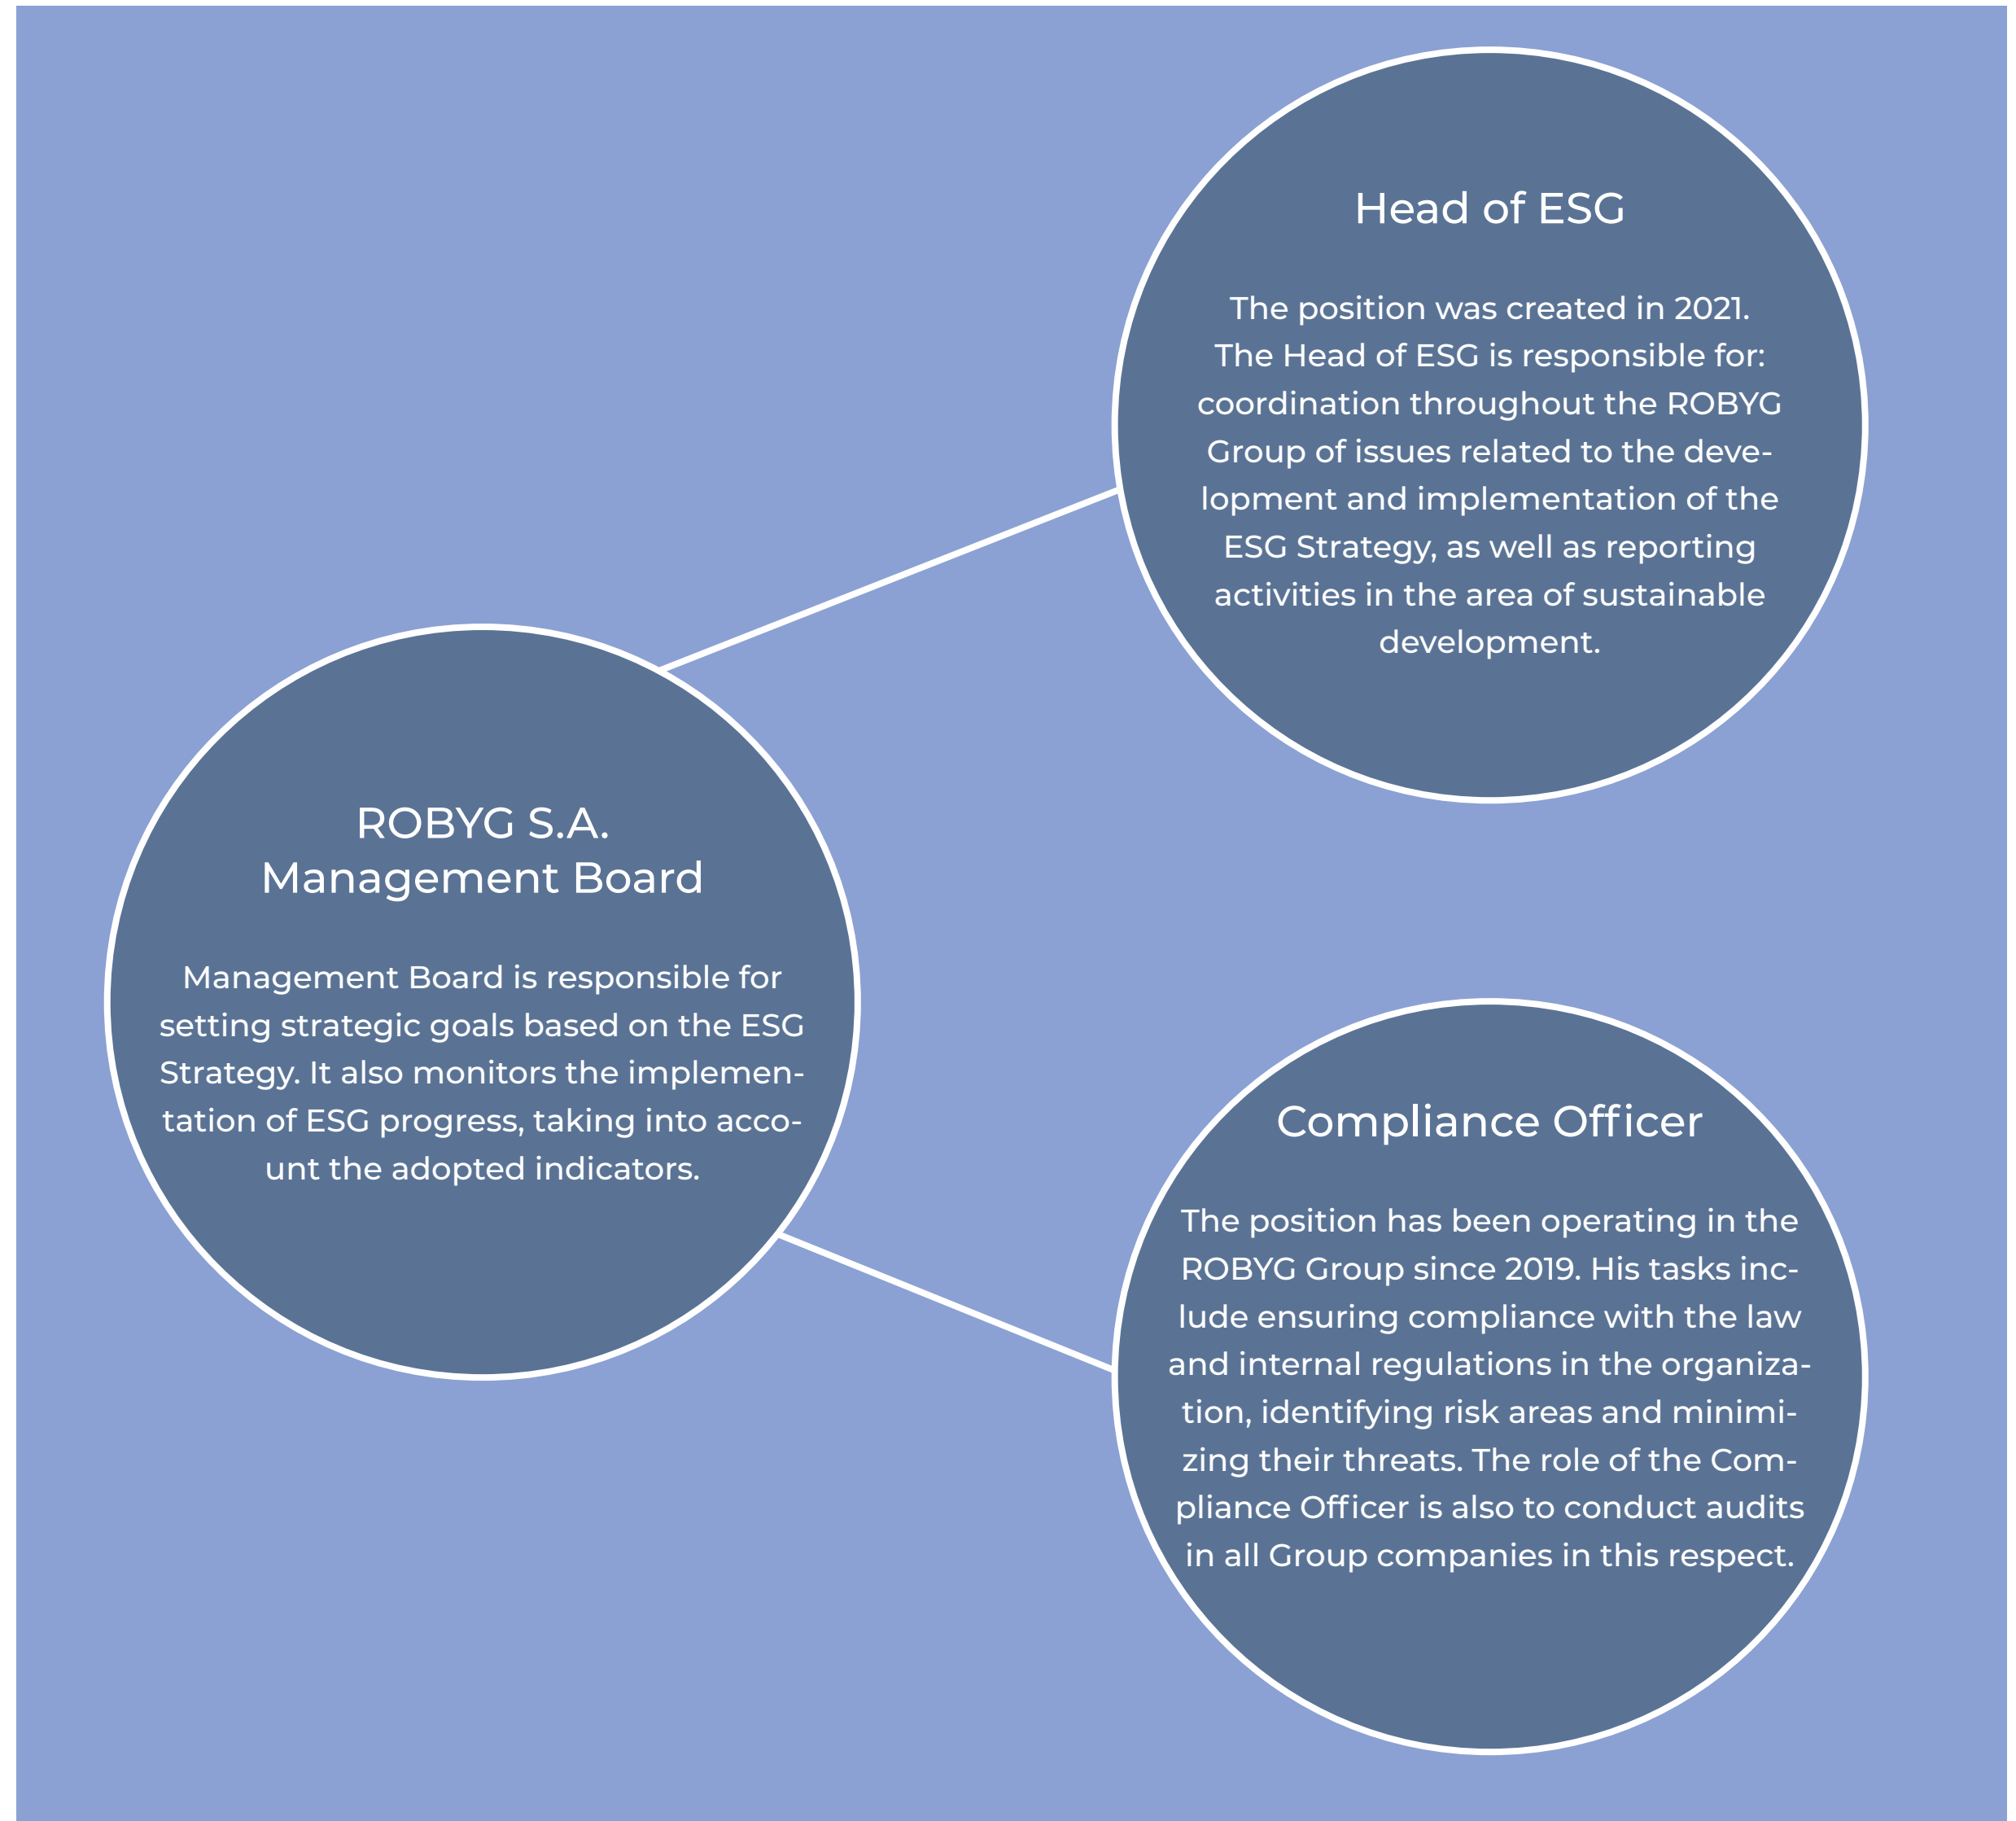 Head of ESG
The position was created in 2021.
The Head of ESG is responsible for:
coordination throughout the ROBYG
Group of issues related to the deve-
lopment and implementation of the
ESG Strategy, as well as reporting
activities in the area of sustainable
development.
ROBYG S.A.
Management Board
Management Board is responsible for
setting strategic goals based on the ESG
Strategy. It also monitors the implemen-
tation of ESG progress, taking into acco-
unt the adopted indicators.
Compliance Officer
The position has been operating in the
ROBYG Group since 2019. His tasks inc-
lude ensuring compliance with the law
and internal regulations in the organiza-
tion, identifying risk areas and minimi-
zing their threats. The role of the Com-
pliance Officer is also to conduct audits
in all Group companies in this respect.